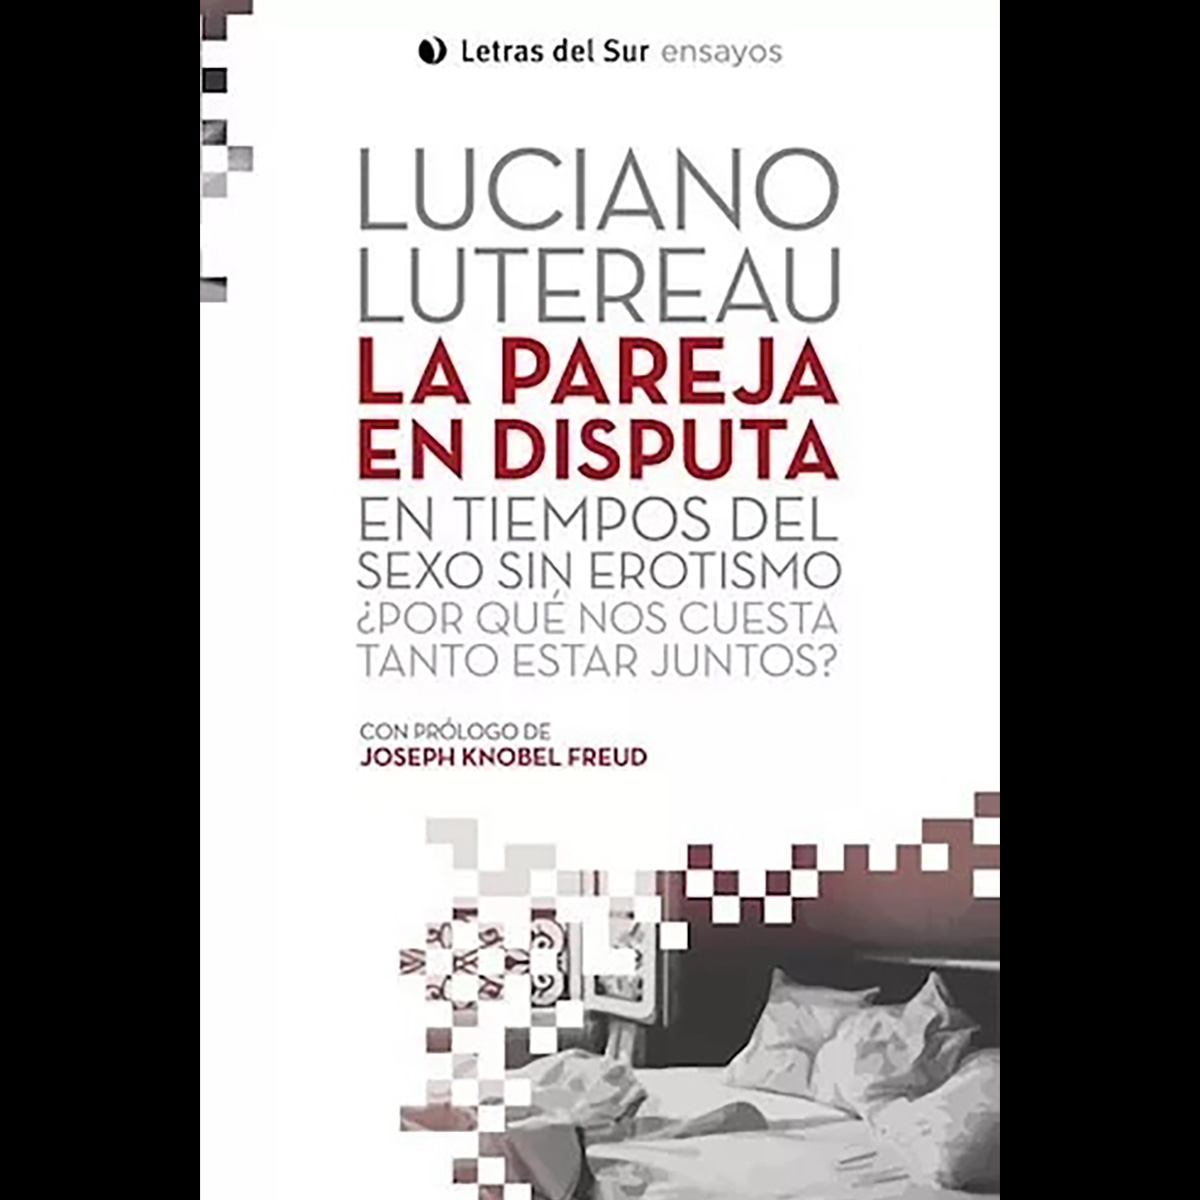 Letras del Sur ensayos
LUCIANO
LUTEREAU
LA PAREJA
EN DISPUTA
EN TIEMPOS DEL
SEXO SIN EROTISMO
¿POR QUÉ NOS CUESTA
TANTO ESTAR JUNTOS?
CON PRÓLOGO DE
JOSEPH KNOBEL FREUD